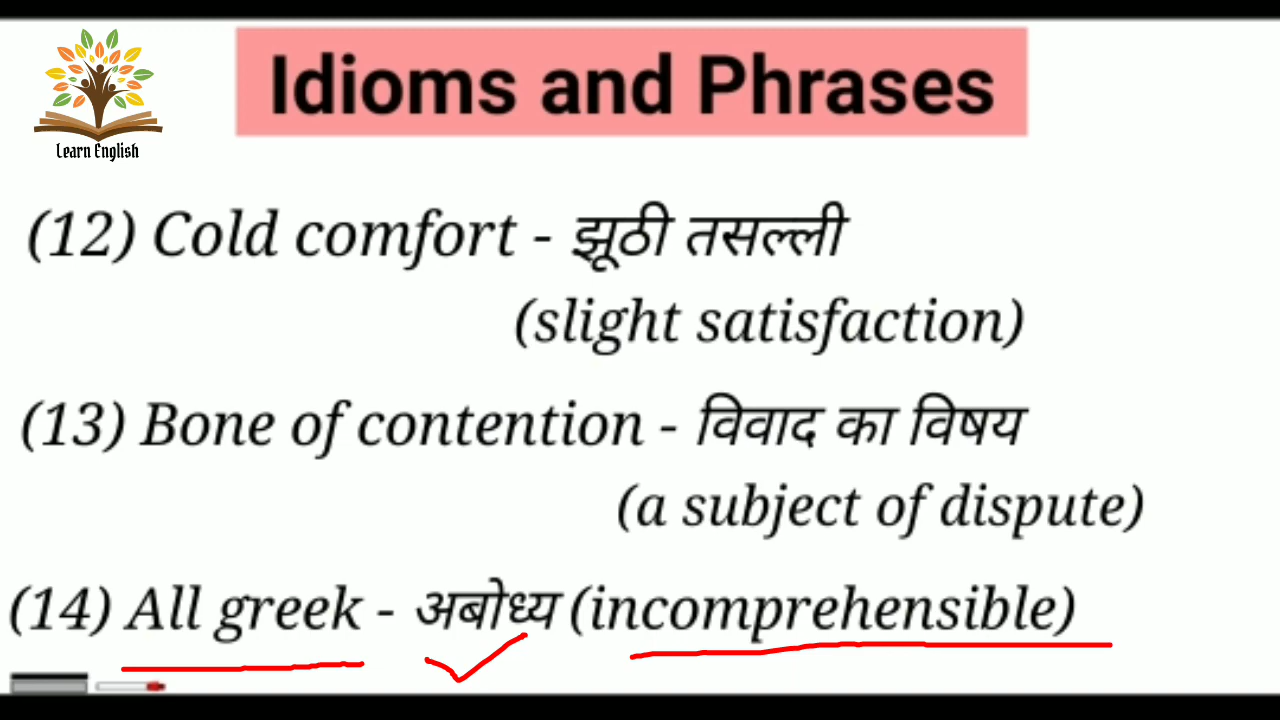 Learn English
Idioms and Phrases
(12) Cold comfort - झूठी तसल्ली
(slight satisfaction)
(13) Bone of contention - विवाद का विषय
(a subject of dispute)
(14) All greek - अबोध्य (incomprehensible)